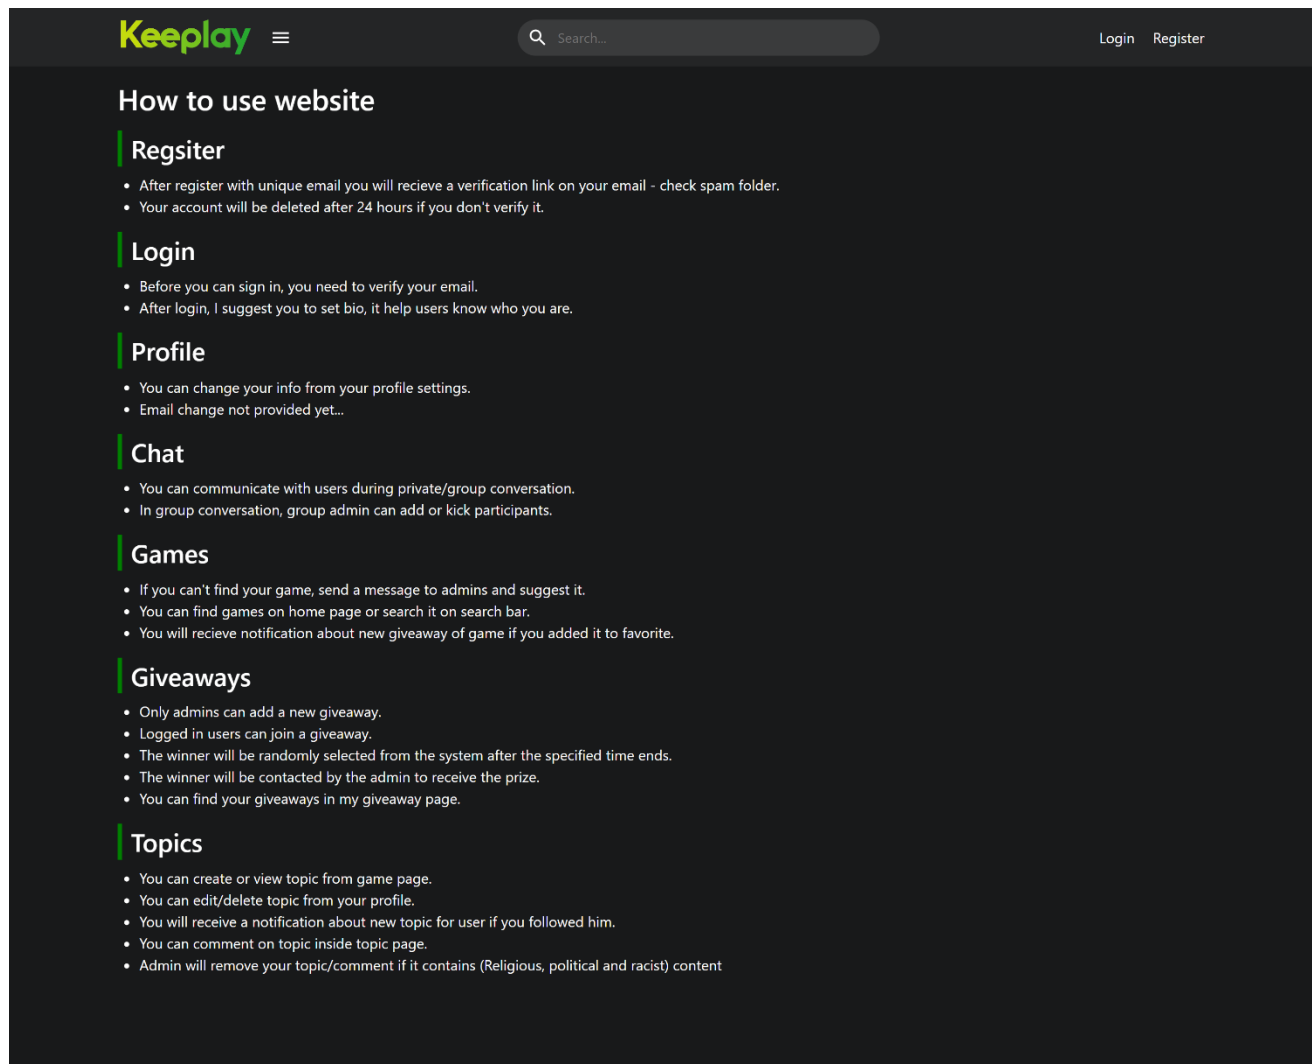 Keeplay
Search...
Login Register
How to use website
Regsiter
• After register with unique email you will recieve a verification link on your email - check spam folder.
• Your account will be deleted after 24 hours if you don't verify it.
Login
• Before you can sign in, you need to verify your email.
• After login, I suggest you to set bio, it help users know who you are.
Profile
• You can change your info from your profile settings.
• Email change not provided yet...
Chat
• You can communicate with users during private/group conversation.
• In group conversation, group admin can add or kick participants.
Games
• If you can't find your game, send a message to admins and suggest it.
• You can find games on home page or search it on search bar.
• You will recieve notification about new giveaway of game if you added it to favorite.
Giveaways
• Only admins can add a new giveaway.
• Logged in users can join a giveaway.
• The winner will be randomly selected from the system after the specified time ends.
• The winner will be contacted by the admin to receive the prize.
• You can find your giveaways in my giveaway page.
Topics
• You can create or view topic from game page.
• You can edit/delete topic from your profile.
• You will receive a notification about new topic for user if you followed him.
• You can comment on topic inside topic page.
• Admin will remove your topic/comment if it contains (Religious, political and racist) content